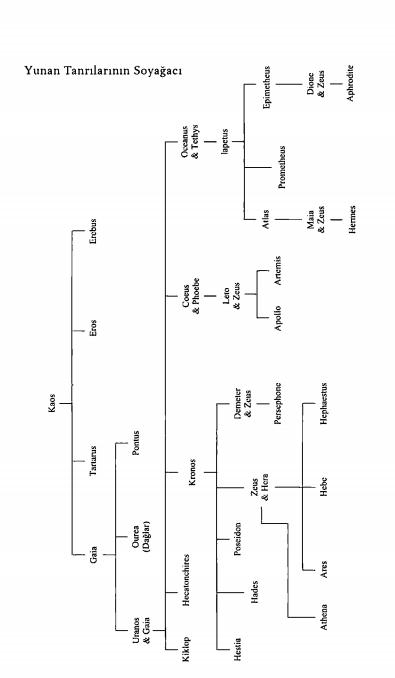 Yunan Tanrılarının Soyağacı
Kaos
Gaia
Tartarus
Eros
Erebus
Uranos
& Gaia
Ourea
(Dağlar)
Pontus
Kiklop
Hecatonchires
Kronos
Coeus
& Phoebe
Oceanus
& Tethys
Hestia
Hades
Poseidon
Zeus
& Hera
Demeter
& Zeus
Leto
& Zeus
Iapetus
Persephone
Apollo
Artemis
Atlas
Prometheus
Epimetheus
Athena
Ares
Hebe
Hephaestus
Maia
& Zeus
Dione
& Zeus
Hermes
Aphrodite